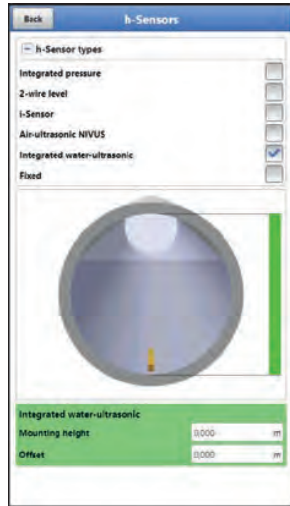 Back
h-Sensors
h-Sensor types
Integrated pressure
2-wire level
i-Sensor
Air-ultrasonic NIVUS
Integrated water-ultrasonic
Fixed
Integrated water-ultrasonic
Mounting height 0,000 m
Offset 0,000 m